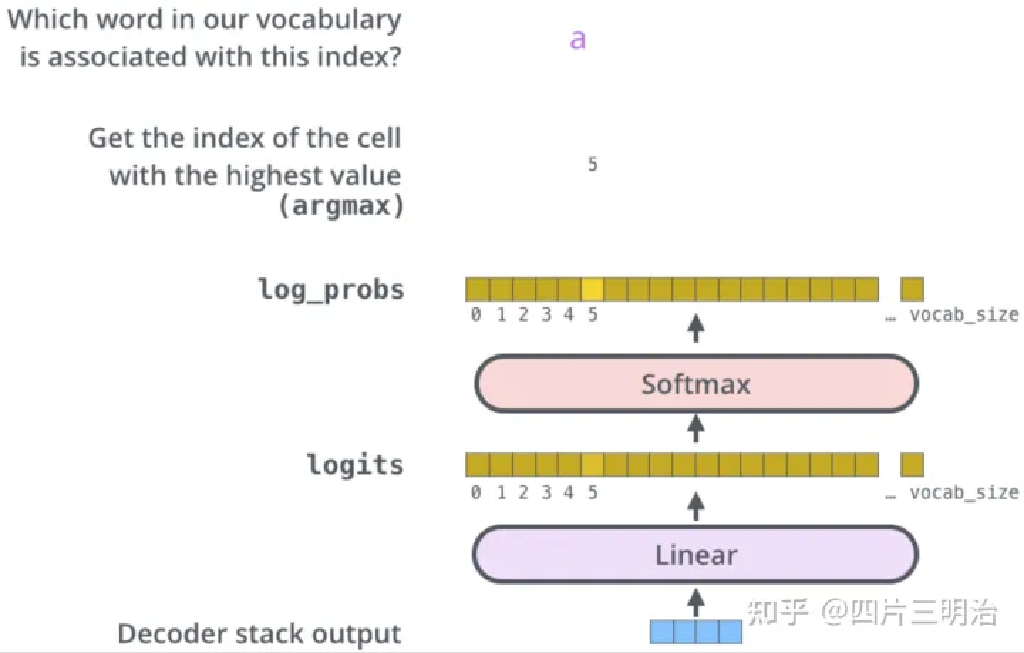 Which word in our vocabulary
is associated with this index?
a
Get the index of the cell
with the highest value
(argmax)
5
log_probs
0 1 2 3 4 5 … vocab_size
Softmax
logits
0 1 2 3 4 5 … vocab_size
Linear
Decoder stack output
知乎 @四片三明治